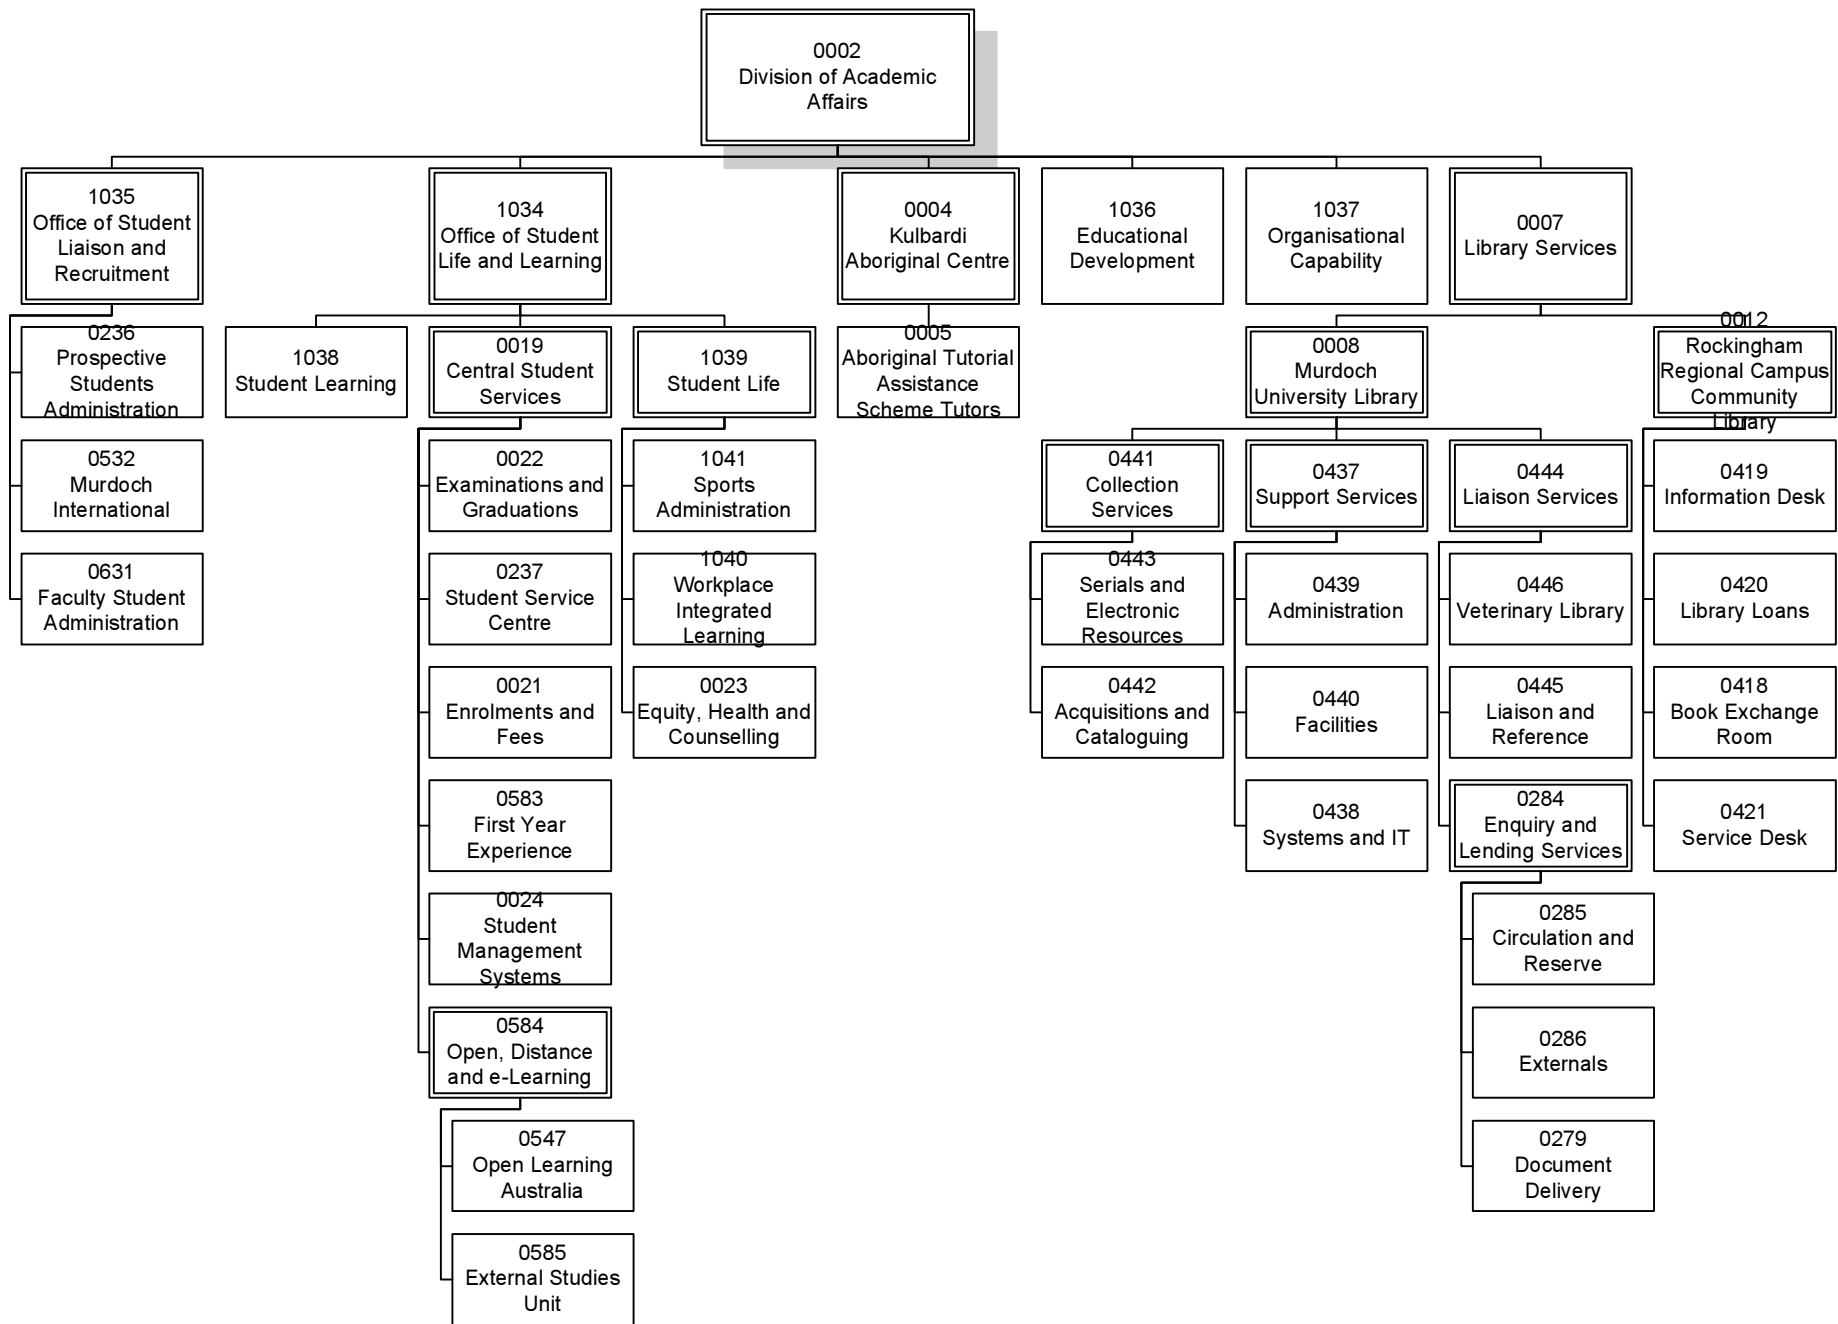 0002
Division of Academic
Affairs
1035
Office of Student
Liaison and
Recruitment
1034
Office of Student
Life and Learning
0004
Kulbardi
Aboriginal Centre
1036
Educational
Development
1037
Organisational
Capability
0007
Library Services
0236
Prospective
Students
Administration
1038
Student Learning
0019
Central Student
Services
1039
Student Life
0005
Aboriginal Tutorial
Assistance
Scheme Tutors
0008
Murdoch
University Library
0012
Rockingham
Regional Campus
Community
Library
0532
Murdoch
International
0022
Examinations and
Graduations
1041
Sports
Administration
0441
Collection
Services
0437
Support Services
0444
Liaison Services
0419
Information Desk
0631
Faculty Student
Administration
0237
Student Service
Centre
1040
Workplace
Integrated
Learning
0443
Serials and
Electronic
Resources
0439
Administration
0446
Veterinary Library
0420
Library Loans
0021
Enrolments and
Fees
0023
Equity, Health and
Counselling
0442
Acquisitions and
Cataloguing
0440
Facilities
0445
Liaison and
Reference
0418
Book Exchange
Room
0583
First Year
Experience
0438
Systems and IT
0284
Enquiry and
Lending Services
0421
Service Desk
0024
Student
Management
Systems
0285
Circulation and
Reserve
0584
Open, Distance
and e-Learning
0286
Externals
0547
Open Learning
Australia
0279
Document
Delivery
0585
External Studies
Unit